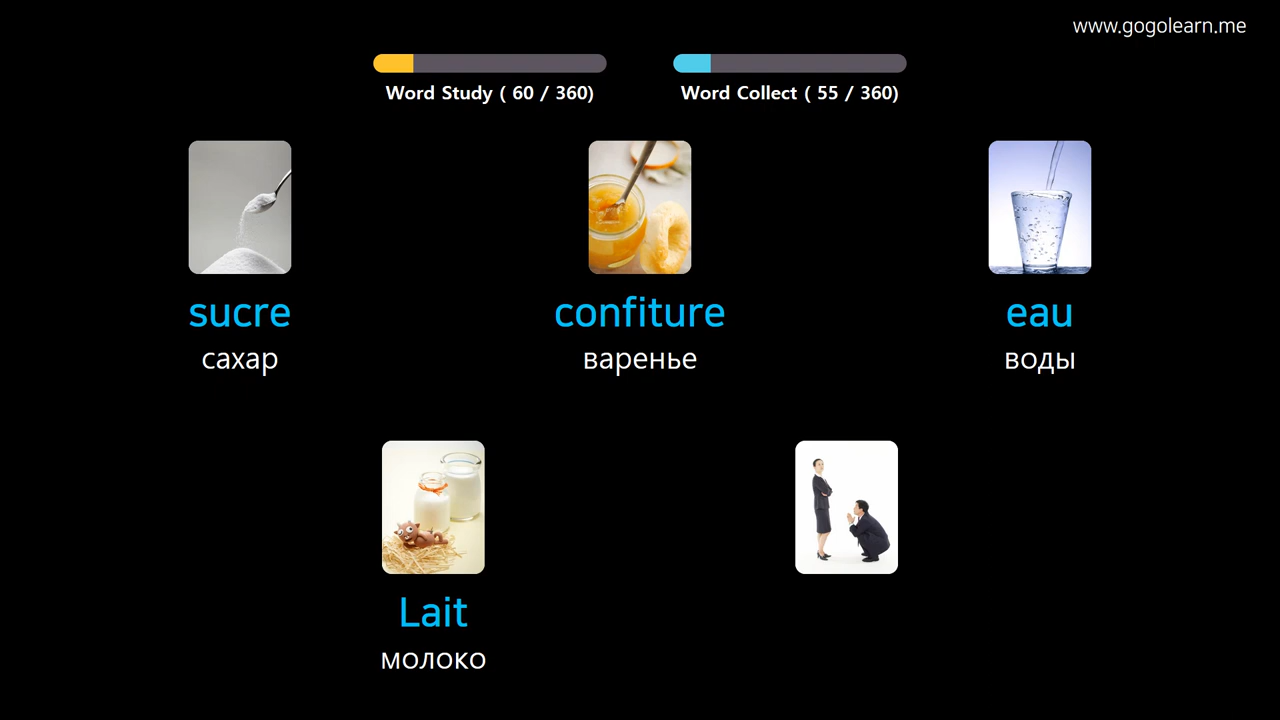 www.gogolearn.me
Word Study ( 60 / 360)
Word Collect ( 55 / 360)
sucre
сахар
confiture
варенье
eau
воды
Lait
молоко